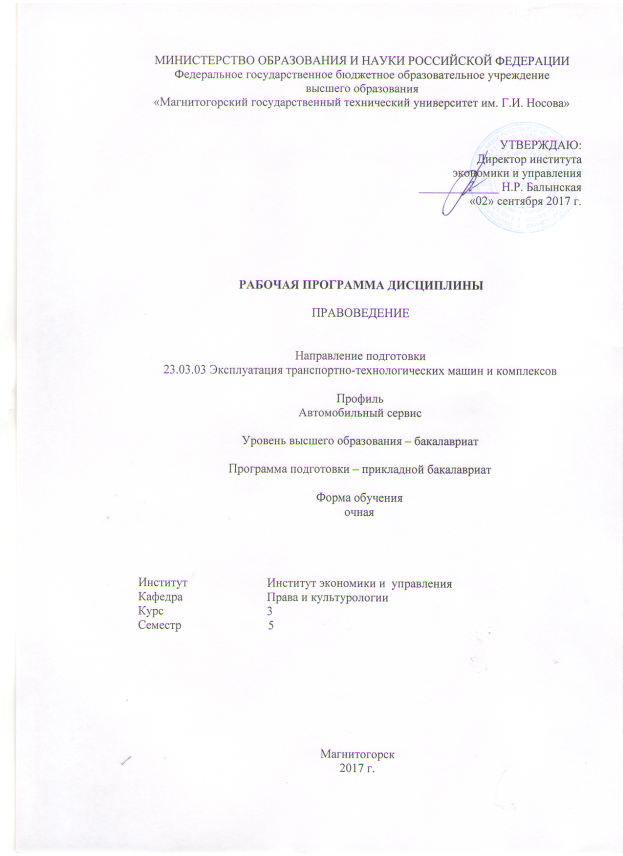 МИНИСТЕРСТВО ОБРАЗОВАНИЯ И НАУКИ РОССИЙСКОЙ ФЕДЕРАЦИИ
Федеральное государственное бюджетное образовательное учреждение
высшего образования
«Магнитогорский государственный технический университет им. Г.И. Носова»
УТВЕРЖДАЮ:
Директор института
экономики и управления
Н.Р. Балынская
«02» сентября 2017 г.
РАБОЧАЯ ПРОГРАММА ДИСЦИПЛИНЫ
ПРАВОВЕДЕНИЕ
Направление подготовки
23.03.03 Эксплуатация транспортно-технологических машин и комплексов
Профиль
Автомобильный сервис
Уровень высшего образования – бакалавриат
Программа подготовки – прикладной бакалавриат
Форма обучения
очная
Институт Институт экономики и управления
Кафедра Права и культурологии
Курс 3
Семестр 5
Магнитогорск
2017 г.